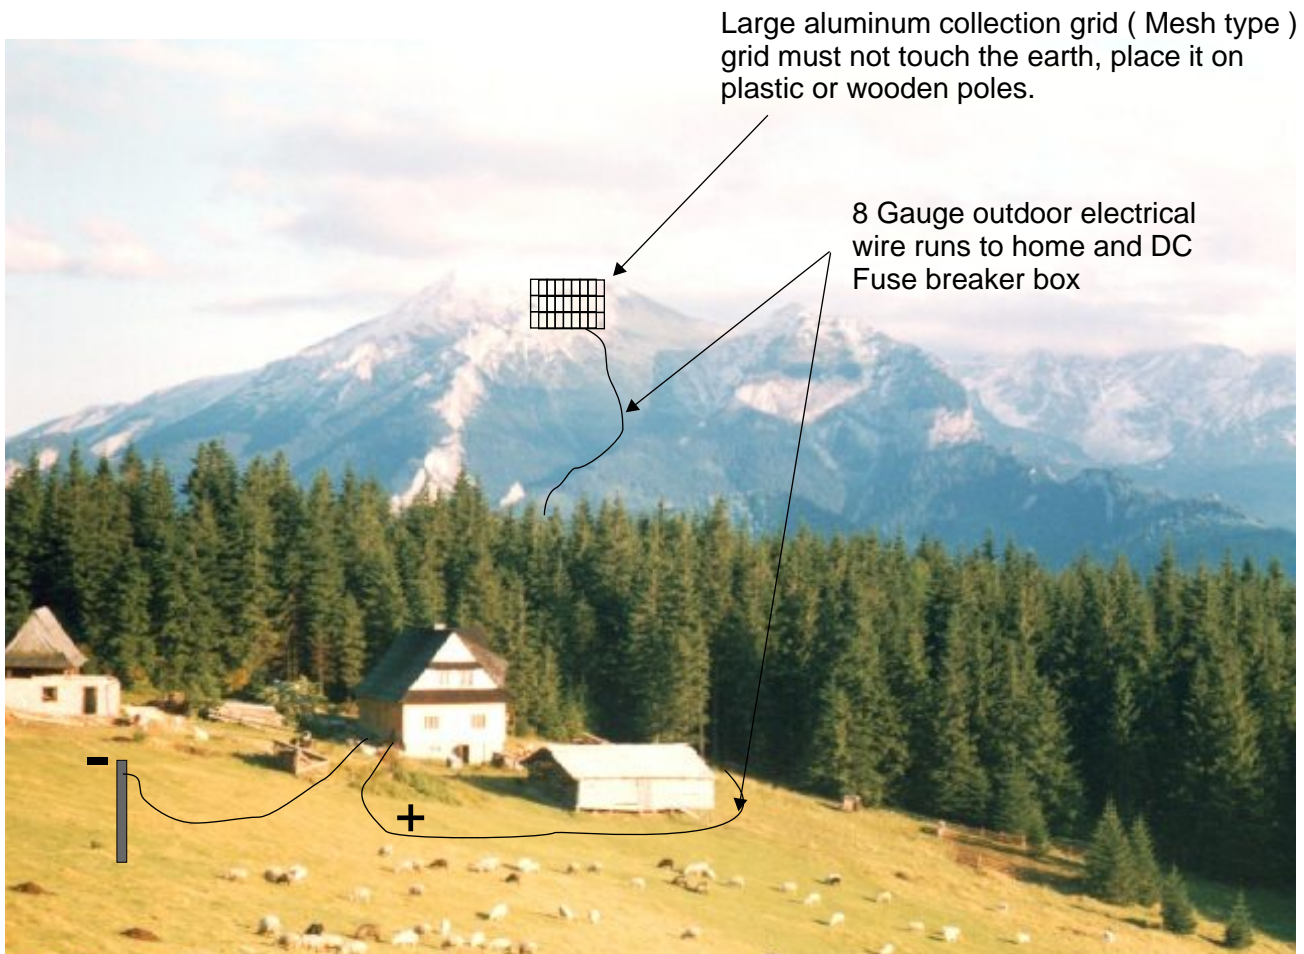 Large aluminum collection grid ( Mesh type )
grid must not touch the earth, place it on
plastic or wooden poles.
8 Gauge outdoor electrical
wire runs to home and DC
Fuse breaker box
-
+